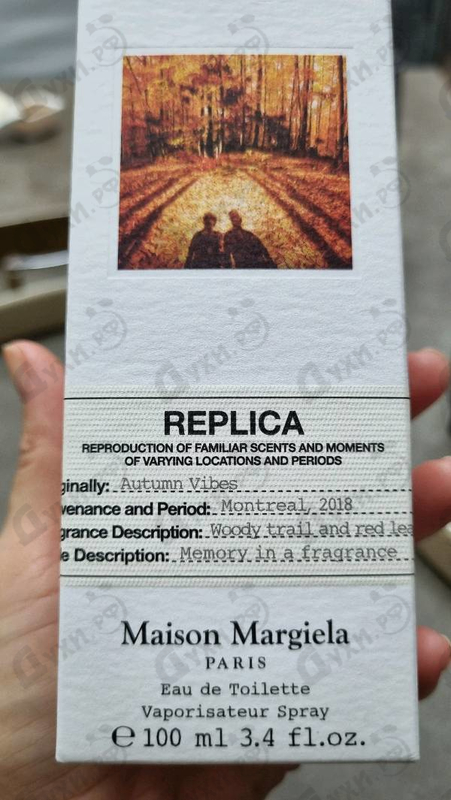 REPLICA
REPRODUCTION OF FAMILIAR SCENTS AND MOMENTS
OF VARYING LOCATIONS AND PERIODS
ginally: Autumn Vibes
venance and Period: Montreal, 2018
grance Description: Woody trail and red lea
e Description: Memory in a fragrance
Maison Margiela
PARIS
Eau de Toilette
Vaporisateur Spray
℮ 100 ml 3.4 fl.oz.
Духи.рф